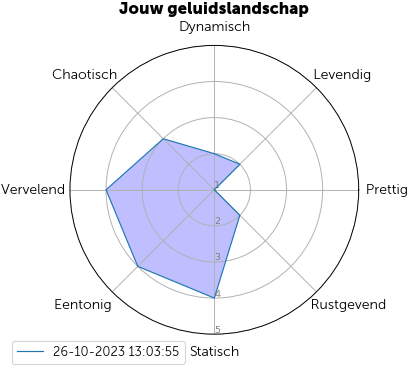 Jouw geluidslandschap
Dynamisch
Chaotisch Levendig
Vervelend Prettig
1
2
3
4
5
Eentonig Rustgevend
Statisch
26-10-2023 13:03:55